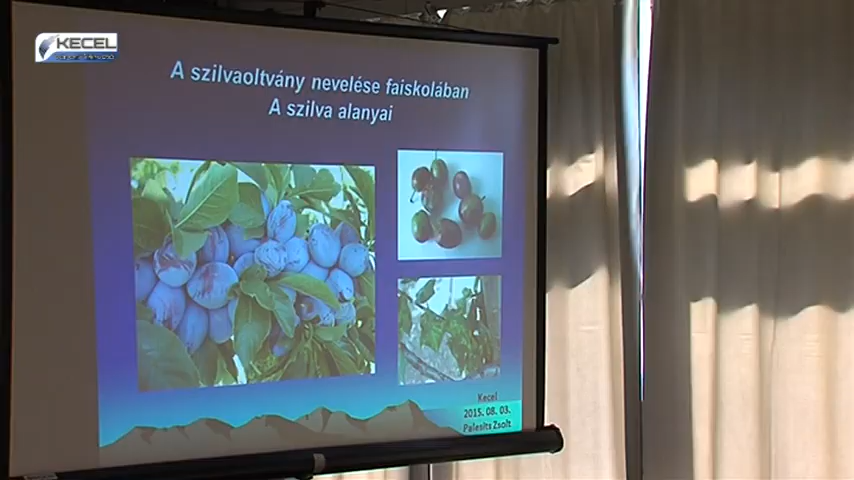 KECEL
A szilvaoltvány nevelése faiskolában
A szilva alanyai
Kecel
2015. 08. 03.
Palesits Zsolt